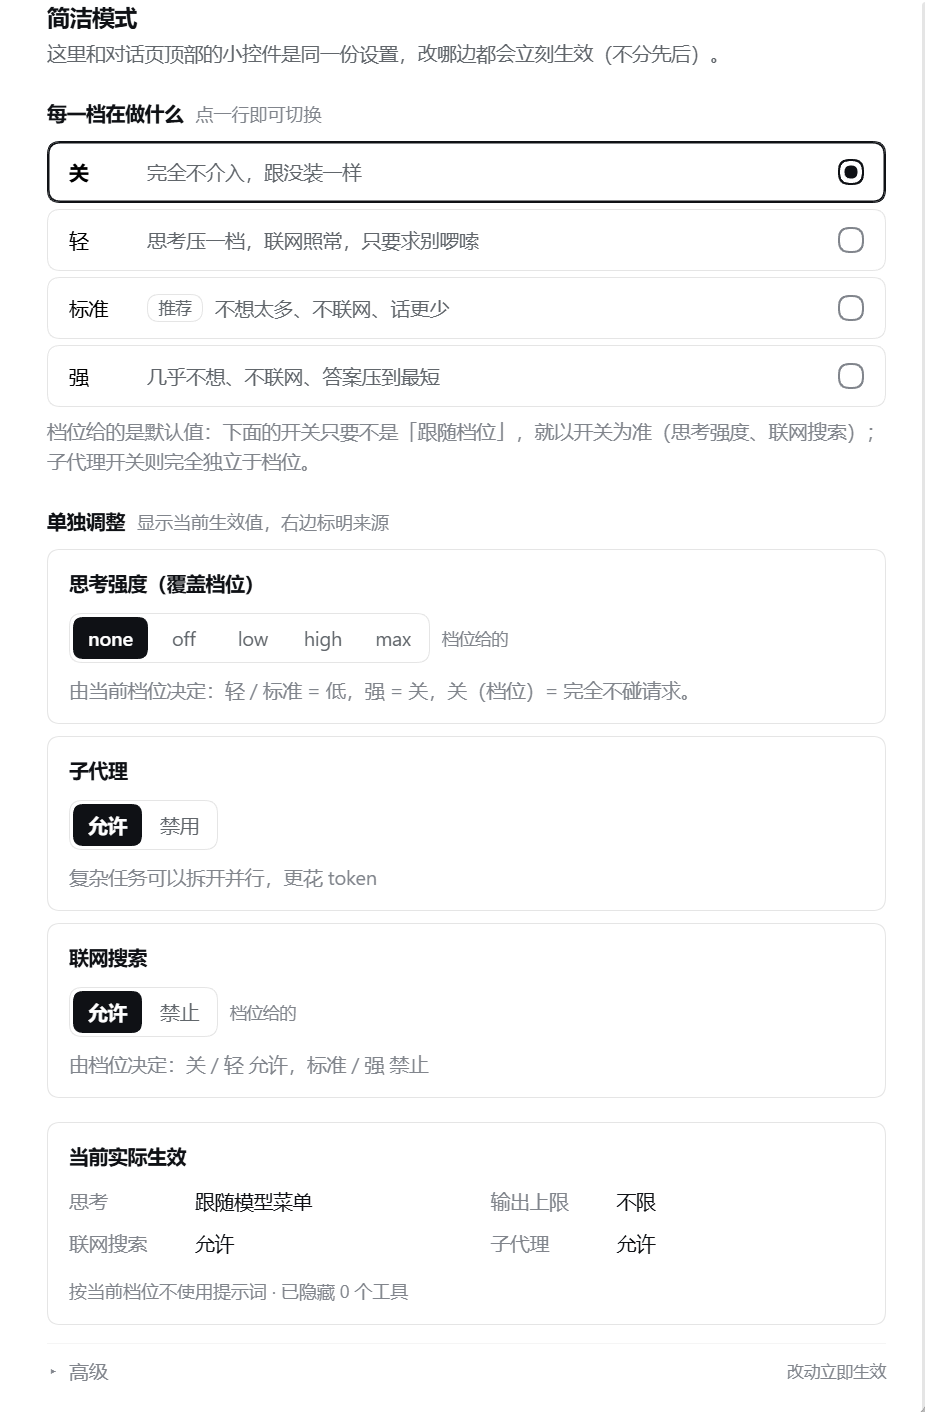 简洁模式
这里和对话页顶部的小控件是同一份设置，改哪边都会立刻生效（不分先后）。
每一档在做什么 点一行即可切换
关 完全不介入，跟没装一样
轻 思考压一档，联网照常，只要求别啰嗦
标准 推荐 不想太多、不联网、话更少
强 几乎不想、不联网、答案压到最短
档位给的是默认值：下面的开关只要不是「跟随档位」，就以开关为准（思考强度、联网搜索）；
子代理开关则完全独立于档位。
单独调整 显示当前生效值，右边标明来源
思考强度（覆盖档位）
none off low high max 档位给的
由当前档位决定：轻 / 标准 = 低，强 = 关，关（档位）= 完全不碰请求。
子代理
允许 禁用
复杂任务可以拆开并行，更花 token
联网搜索
允许 禁止 档位给的
由档位决定：关 / 轻 允许，标准 / 强 禁止
当前实际生效
思考 跟随模型菜单 输出上限 不限
联网搜索 允许 子代理 允许
按当前档位不使用提示词 · 已隐藏 0 个工具
高级 改动立即生效